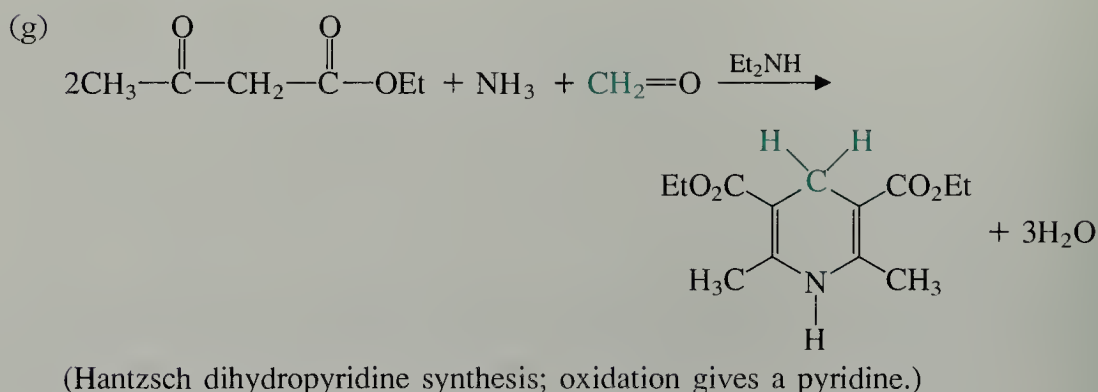 (g)
O O
2CH₃—C—CH₂—C—OEt + NH₃ + CH₂=O Et₂NH
H H
EtO₂C C CO₂Et
+ 3H₂O
H₃C N CH₃
H
(Hantzsch dihydropyridine synthesis; oxidation gives a pyridine.)